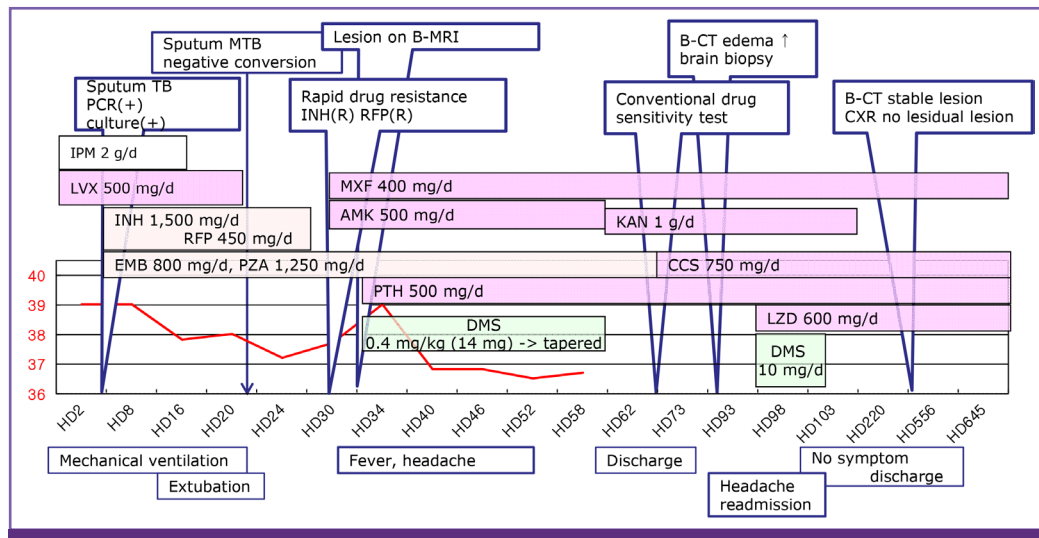 Sputum MTB
negative conversion
Lesion on B-MRI
B-CT edema ↑
brain biopsy
Sputum TB
PCR(+)
culture(+)
Rapid drug resistance
INH(R) RFP(R)
Conventional drug
sensitivity test
B-CT stable lesion
CXR no lesidual lesion
IPM 2 g/d
LVX 500 mg/d
MXF 400 mg/d
INH 1,500 mg/d
RFP 450 mg/d
AMK 500 mg/d
KAN 1 g/d
EMB 800 mg/d, PZA 1,250 mg/d
CCS 750 mg/d
PTH 500 mg/d
LZD 600 mg/d
DMS
0.4 mg/kg (14 mg) -> tapered
DMS
10 mg/d
40
39
38
37
36
HD2
HD8
HD16
HD20
HD24
HD30
HD34
HD40
HD46
HD52
HD58
HD62
HD73
HD93
HD98
HD103
HD220
HD556
HD645
Mechanical ventilation
Extubation
Fever, headache
Discharge
Headache
readmission
No symptom
discharge